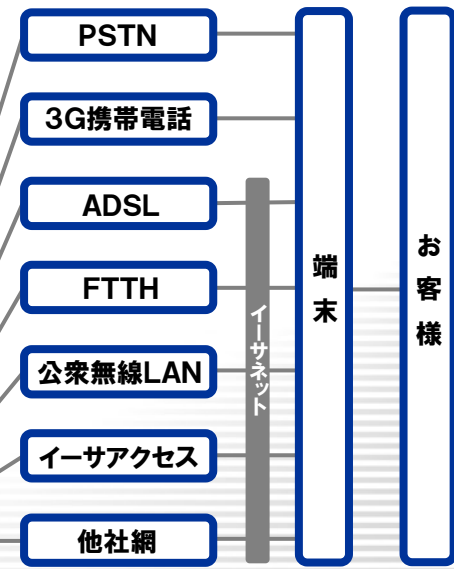 PSTN
3G携帯電話
ADSL
FTTH
公衆無線LAN
イーサアクセス
他社網
イーサネット
端末
お客様